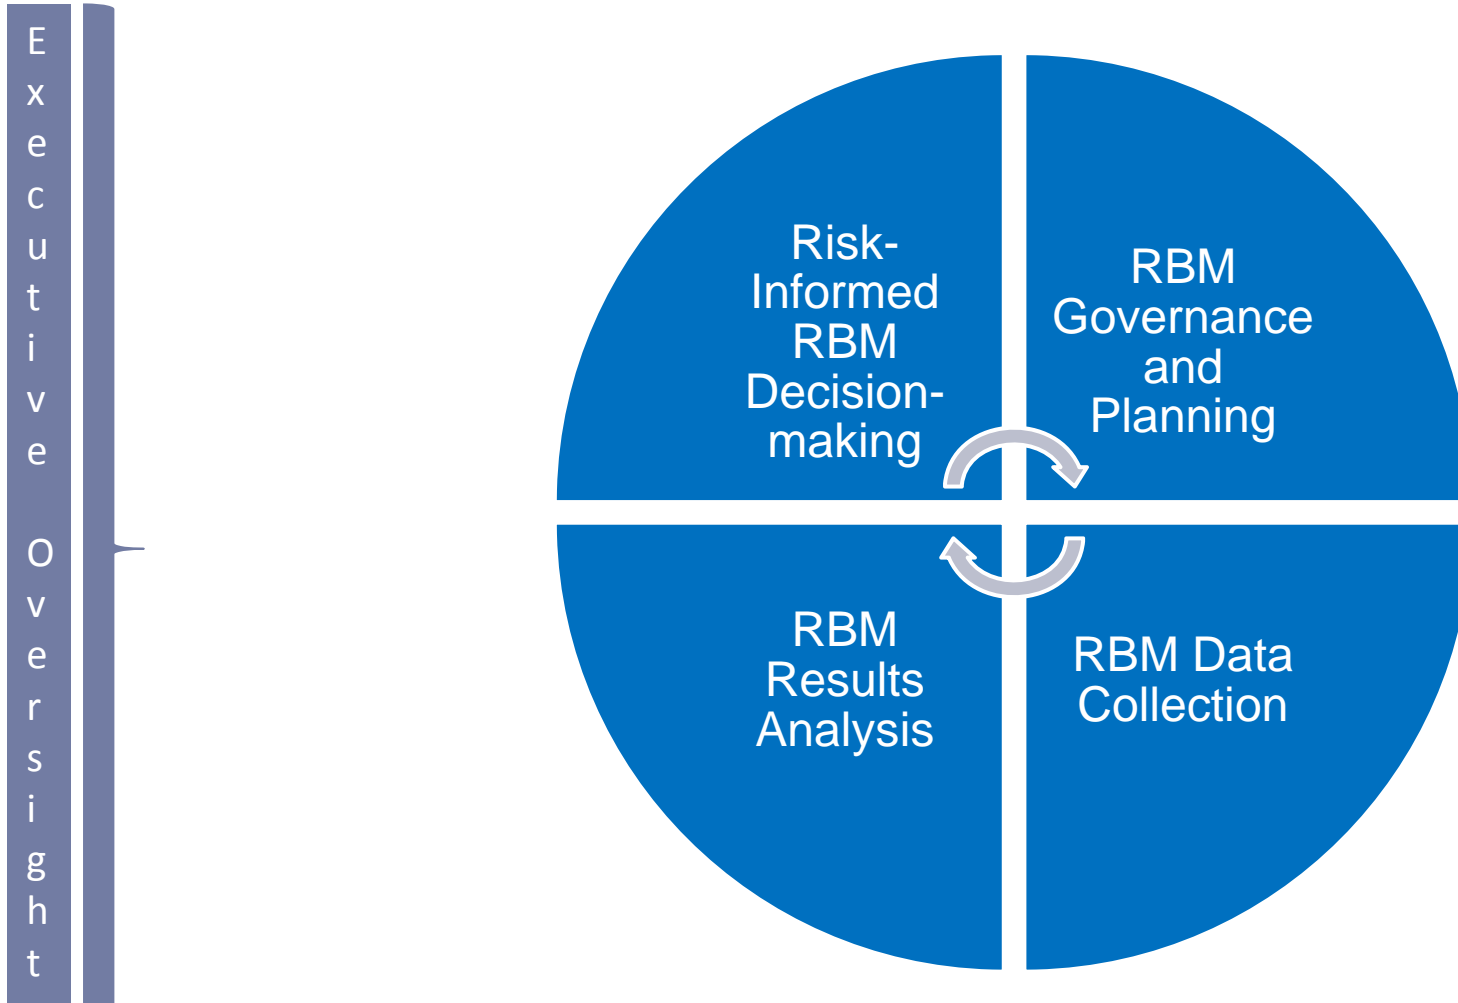 Executive Oversight
Risk-
Informed
RBM
Decision-
making
RBM
Governance
and
Planning
RBM
Results
Analysis
RBM Data
Collection